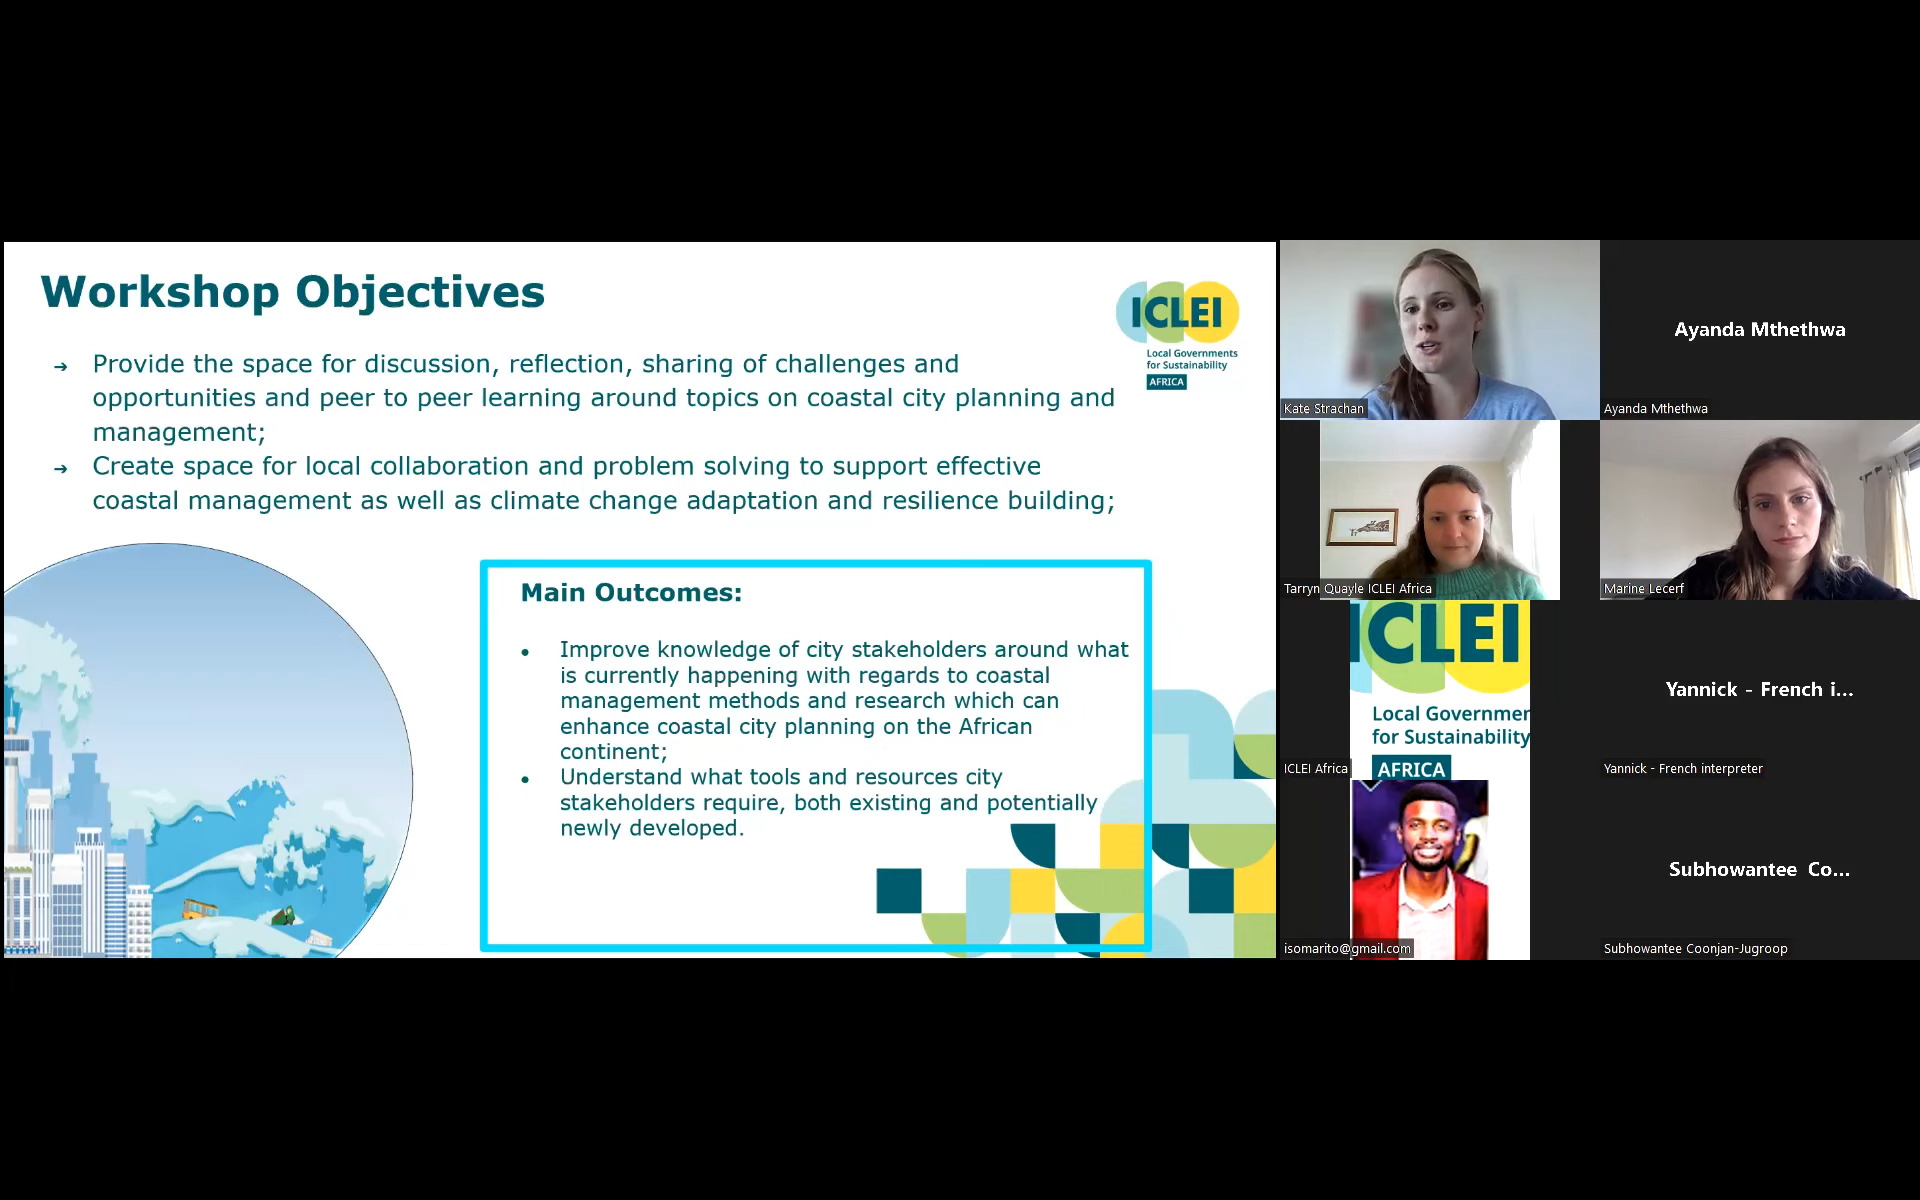 Workshop Objectives
ICLEI
Local Governments
for Sustainability
AFRICA
➔ Provide the space for discussion, reflection, sharing of challenges and
opportunities and peer to peer learning around topics on coastal city planning and
management;
➔ Create space for local collaboration and problem solving to support effective
coastal management as well as climate change adaptation and resilience building;
Main Outcomes:
● Improve knowledge of city stakeholders around what
is currently happening with regards to coastal
management methods and research which can
enhance coastal city planning on the African
continent;
● Understand what tools and resources city
stakeholders require, both existing and potentially
newly developed.
Kate Strachan
Ayanda Mthethwa
Ayanda Mthethwa
Tarryn Quayle ICLEI Africa
Marine Lecerf
ICLEI
Local Governmen
for Sustainability
AFRICA
ICLEI Africa
Yannick - French i...
Yannick - French interpreter
isomarito@gmail.com
Subhowantee Co...
Subhowantee Coonjan-Jugroop